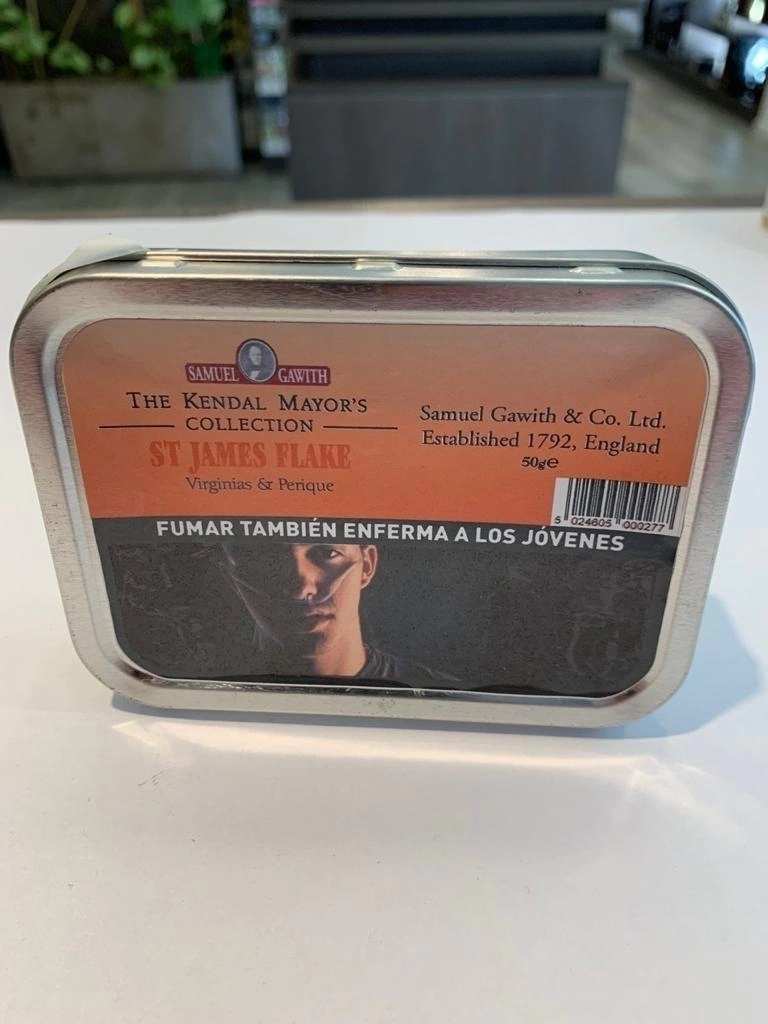 SAMUEL GAWITH
THE KENDAL MAYOR'S
COLLECTION
ST JAMES FLAKE
Virginias & Perique
Samuel Gawith & Co. Ltd.
Established 1792, England
50g℮
5 024605 000277
FUMAR TAMBIÉN ENFERMA A LOS JÓVENES